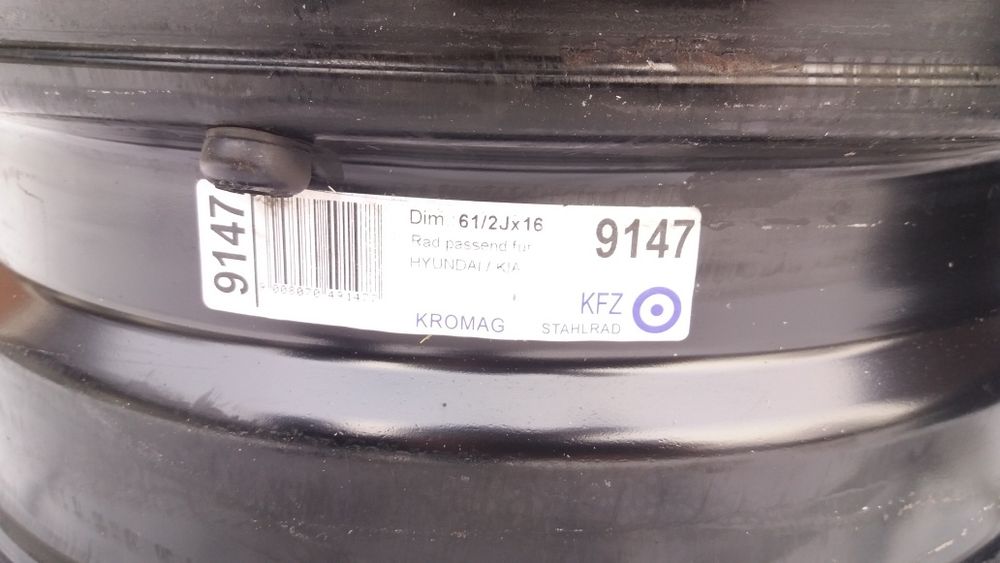 9147
Dim : 61/2Jx16
Rad passend für
HYUNDAI / KIA
9147
KFZ
STAHLRAD
KROMAG